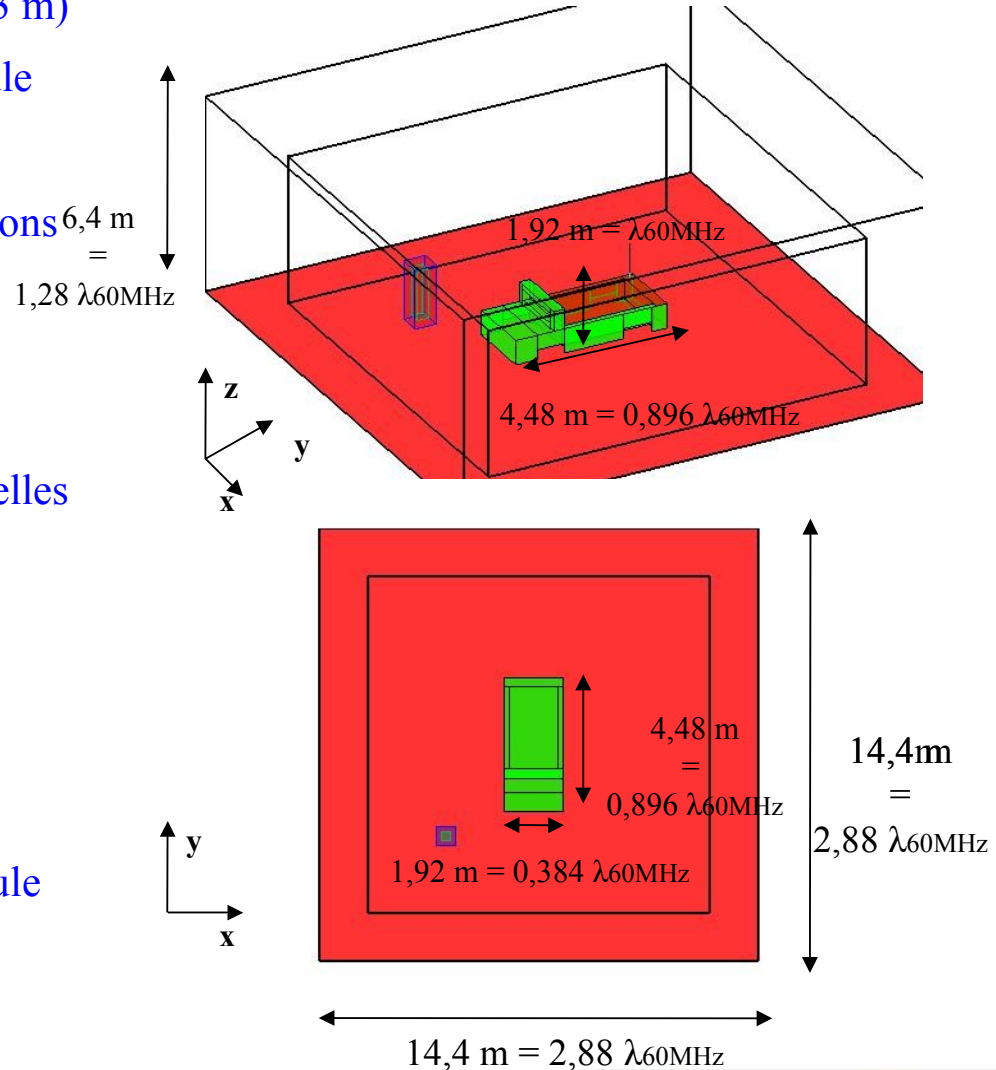 3 m)
le
ons
6,4 m
=
1,28 λ60MHz
1,92 m = λ60MHz
4,48 m = 0,896 λ60MHz
z
y
x
elles
4,48 m
=
0,896 λ60MHz
14,4m
=
2,88 λ60MHz
1,92 m = 0,384 λ60MHz
y
x
ule
14,4 m = 2,88 λ60MHz